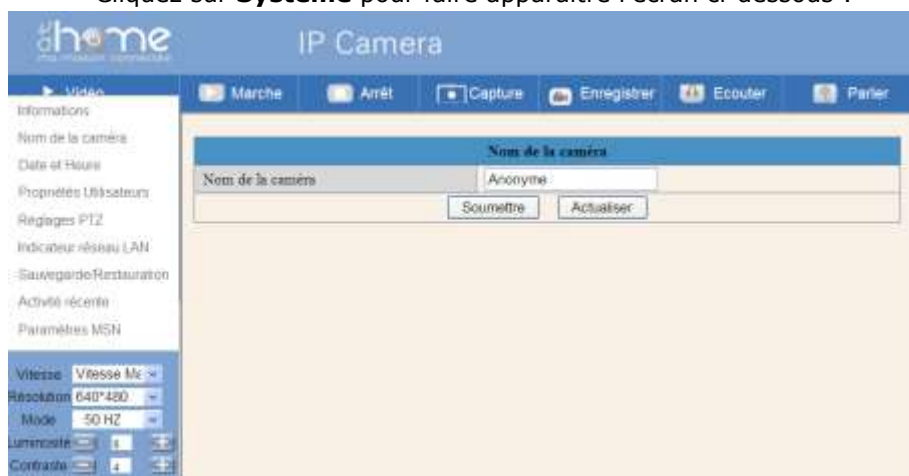 Cliquez sur Système pour faire apparaître l'écran ci-dessous :
home
IP Camera
Vidéo
Marche
Arrêt
Capture
Enregistrer
Ecouter
Parler
Informations
Nom de la caméra
Date et Heure
Propriétés Utilisateurs
Réglages PTZ
Indicateur réseau LAN
Sauvegarde/Restauration
Activité récente
Paramètres MSN
Nom de la caméra
Nom de la caméra
Anonyme
Soumettre
Actualiser
Vitesse
Vitesse Ma
Résolution
640*480
Mode
50 HZ
Luminosité
Contraste
4